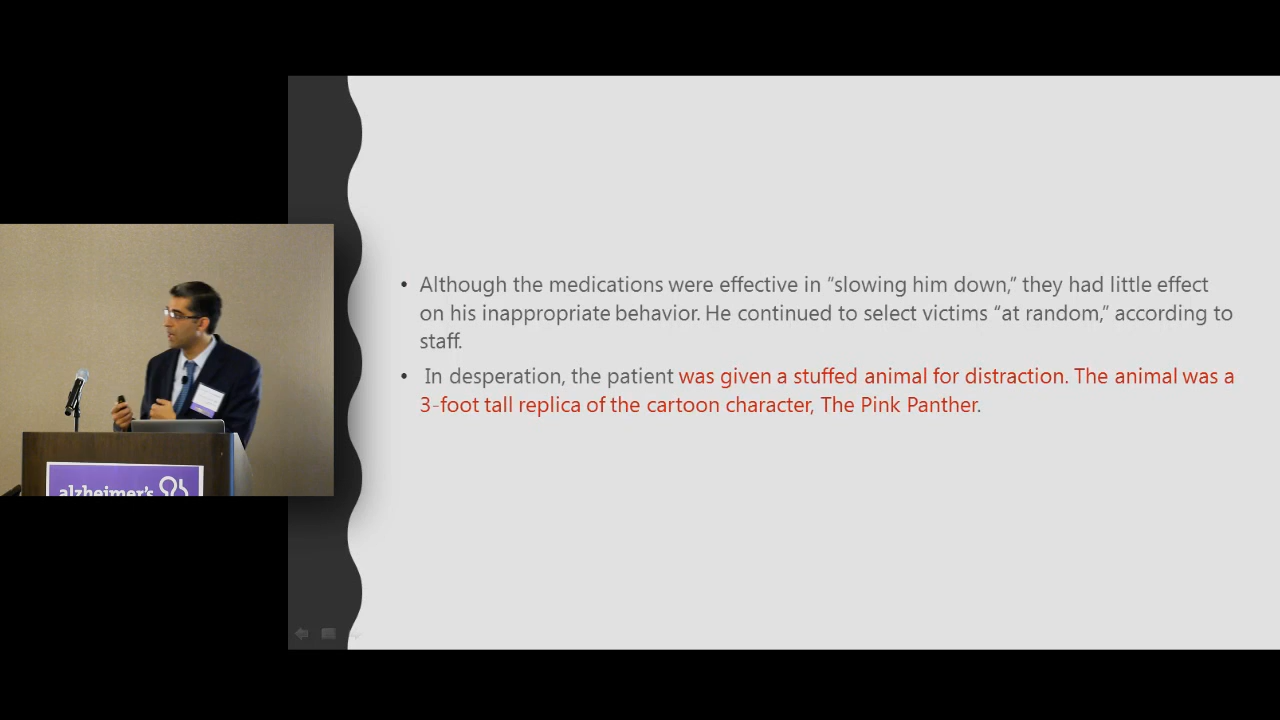 • Although the medications were effective in "slowing him down," they had little effect
on his inappropriate behavior. He continued to select victims “at random,” according to
staff.
• In desperation, the patient was given a stuffed animal for distraction. The animal was a
3-foot tall replica of the cartoon character, The Pink Panther.
alzheimer's